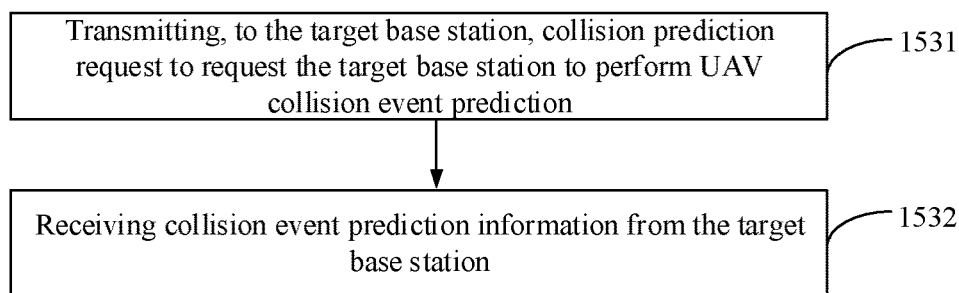 Transmitting, to the target base station, collision prediction
request to request the target base station to perform UAV
collision event prediction
1531
Receiving collision event prediction information from the target
base station
1532